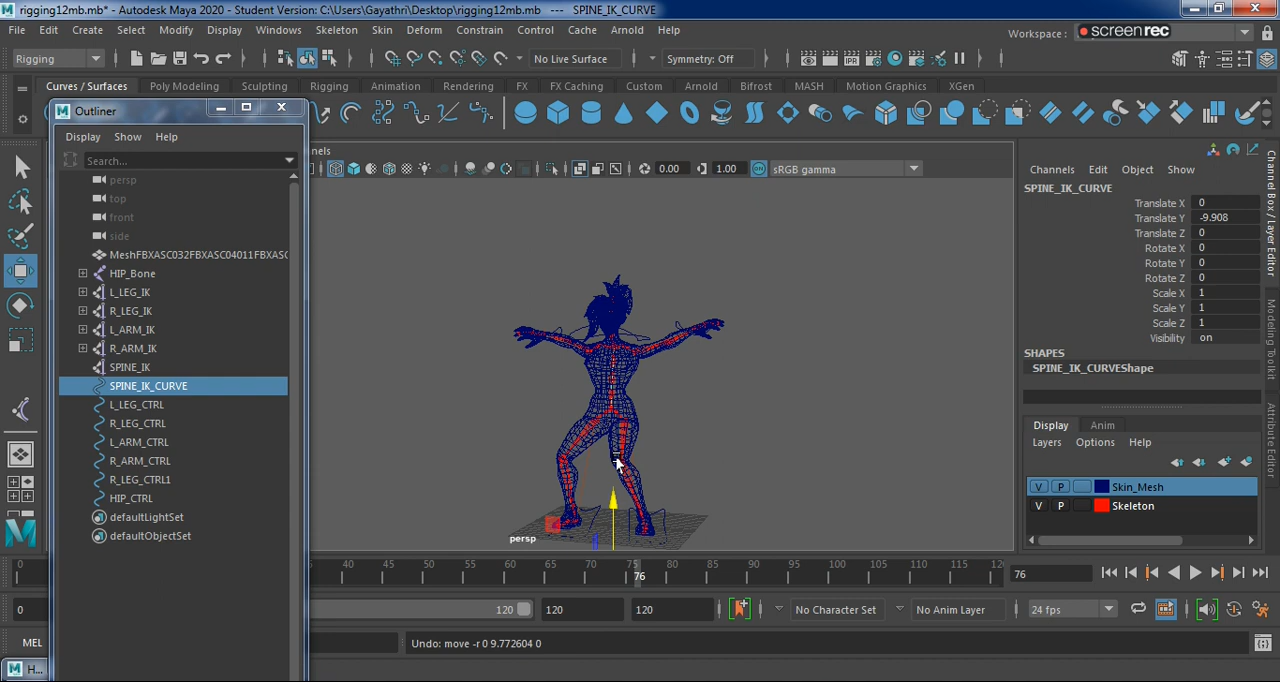 rigging12mb.mb* - Autodesk Maya 2020 - Student Version: C:\Users\Gayathri\Desktop\rigging12mb.mb --- SPINE_IK_CURVE
File Edit Create Select Modify Display Windows Skeleton Skin Deform Constrain Control Cache Arnold Help
Workspace : screenrec
Rigging No Live Surface Symmetry: Off
Curves / Surfaces Poly Modeling Sculpting Rigging Animation Rendering FX FX Caching Custom Arnold Bifrost MASH Motion Graphics XGen
IPR
Outliner
Display Show Help
Search...
persp
top
front
side
MeshFBXASC032FBXASC04011FBXASC
HIP_Bone
L_LEG_IK
R_LEG_IK
L_ARM_IK
R_ARM_IK
SPINE_IK
SPINE_IK_CURVE
L_LEG_CTRL
R_LEG_CTRL
L_ARM_CTRL
R_ARM_CTRL
R_LEG_CTRL1
HIP_CTRL
defaultLightSet
defaultObjectSet
nels
0.00 1.00 sRGB gamma
persp
Channels Edit Object Show
SPINE_IK_CURVE
Translate X 0
Translate Y -9.908
Translate Z 0
Rotate X 0
Rotate Y 0
Rotate Z 0
Scale X 1
Scale Y 1
Scale Z 1
Visibility on
SHAPES
SPINE_IK_CURVEShape
Display Anim
Layers Options Help
V P Skin_Mesh
V P Skeleton
Channel Box / Layer Editor
Modeling Toolkit
Attribute Editor
0 40 45 50 55 60 65 70 75 80 85 90 95 100 105 110 115 120
76
76
0 120 120 120 No Character Set No Anim Layer 24 fps
MEL Undo: move -r 0 9.772604 0
H...